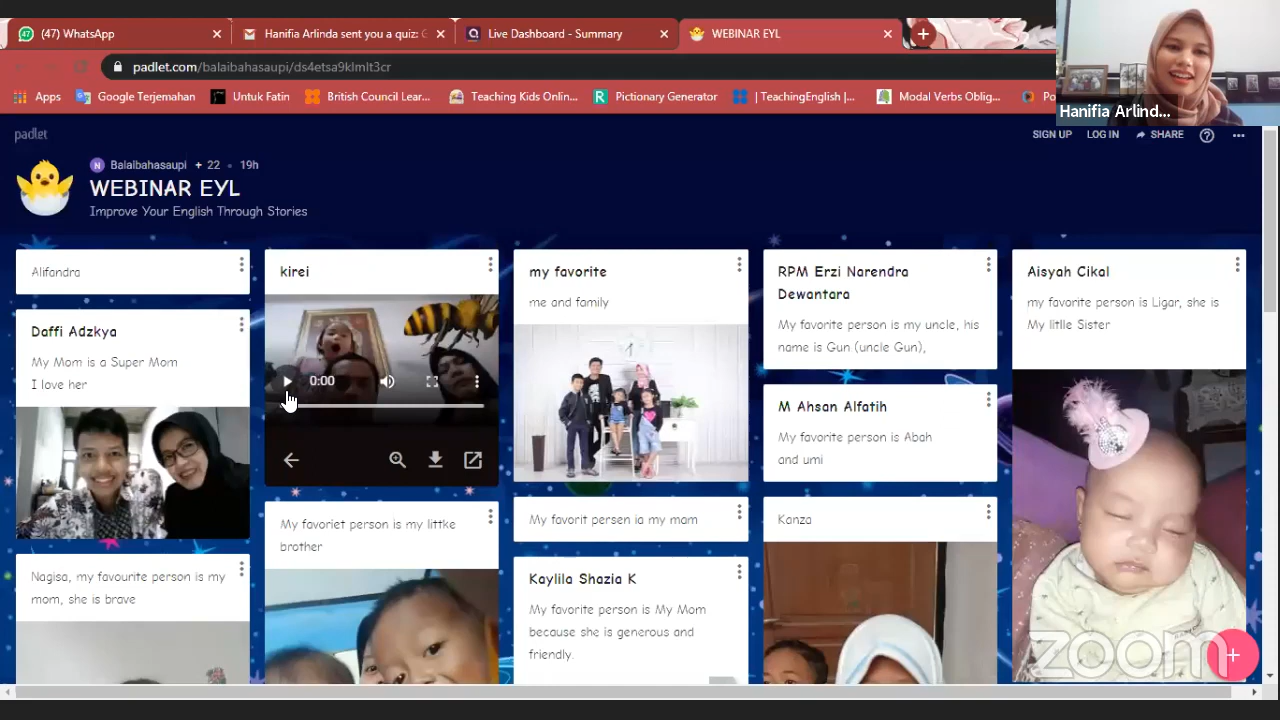 (47) WhatsApp
Hanifia Arlinda sent you a quiz: G
Live Dashboard - Summary
WEBINAR EYL
padlet.com/balaibahasaupi/ds4etsa9klmlt3cr
Apps
Google Terjemahan
Untuk Fatin
British Council Lear...
Teaching Kids Onlin...
Pictionary Generator
| TeachingEnglish |...
Modal Verbs Oblig...
Po
Hanifia Arlind...
padlet
SIGN UP
LOG IN
SHARE
Balaibahasaupi + 22 • 19h
WEBINAR EYL
Improve Your English Through Stories
Alifandra
Daffi Adzkya
My Mom is a Super Mom
I love her
Nagisa, my favourite person is my
mom, she is brave
kirei
0:00
My favoriet person is my littke
brother
my favorite
me and family
My favorit persen ia my mam
Kaylila Shazia K
My favorite person is My Mom
because she is generous and
friendly.
RPM Erzi Narendra
Dewantara
My favorite person is my uncle, his
name is Gun (uncle Gun),
M Ahsan Alfatih
My favorite person is Abah
and umi
Kanza
Aisyah Cikal
my favorite person is Ligar, she is
My litlle Sister
zoom